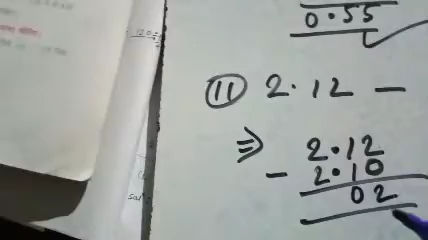 0.55
(11) 2.12 —
⇒ 2.12
- 2.10
02